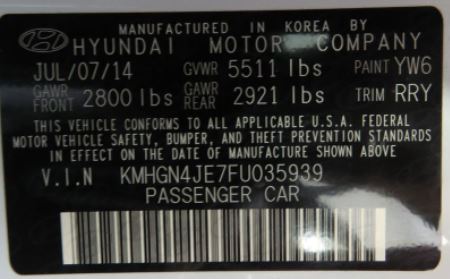 MANUFACTURED IN KOREA BY
HYUNDAI MOTOR COMPANY
JUL/07/14 GVWR 5511 lbs PAINT YW6
GAWR FRONT 2800 lbs GAWR REAR 2921 lbs TRIM RRY
THIS VEHICLE CONFORMS TO ALL APPLICABLE U.S.A. FEDERAL
MOTOR VEHICLE SAFETY, BUMPER, AND THEFT PREVENTION STANDARDS
IN EFFECT ON THE DATE OF MANUFACTURE SHOWN ABOVE.
V.I.N KMHGN4JE7FU035939
PASSENGER CAR